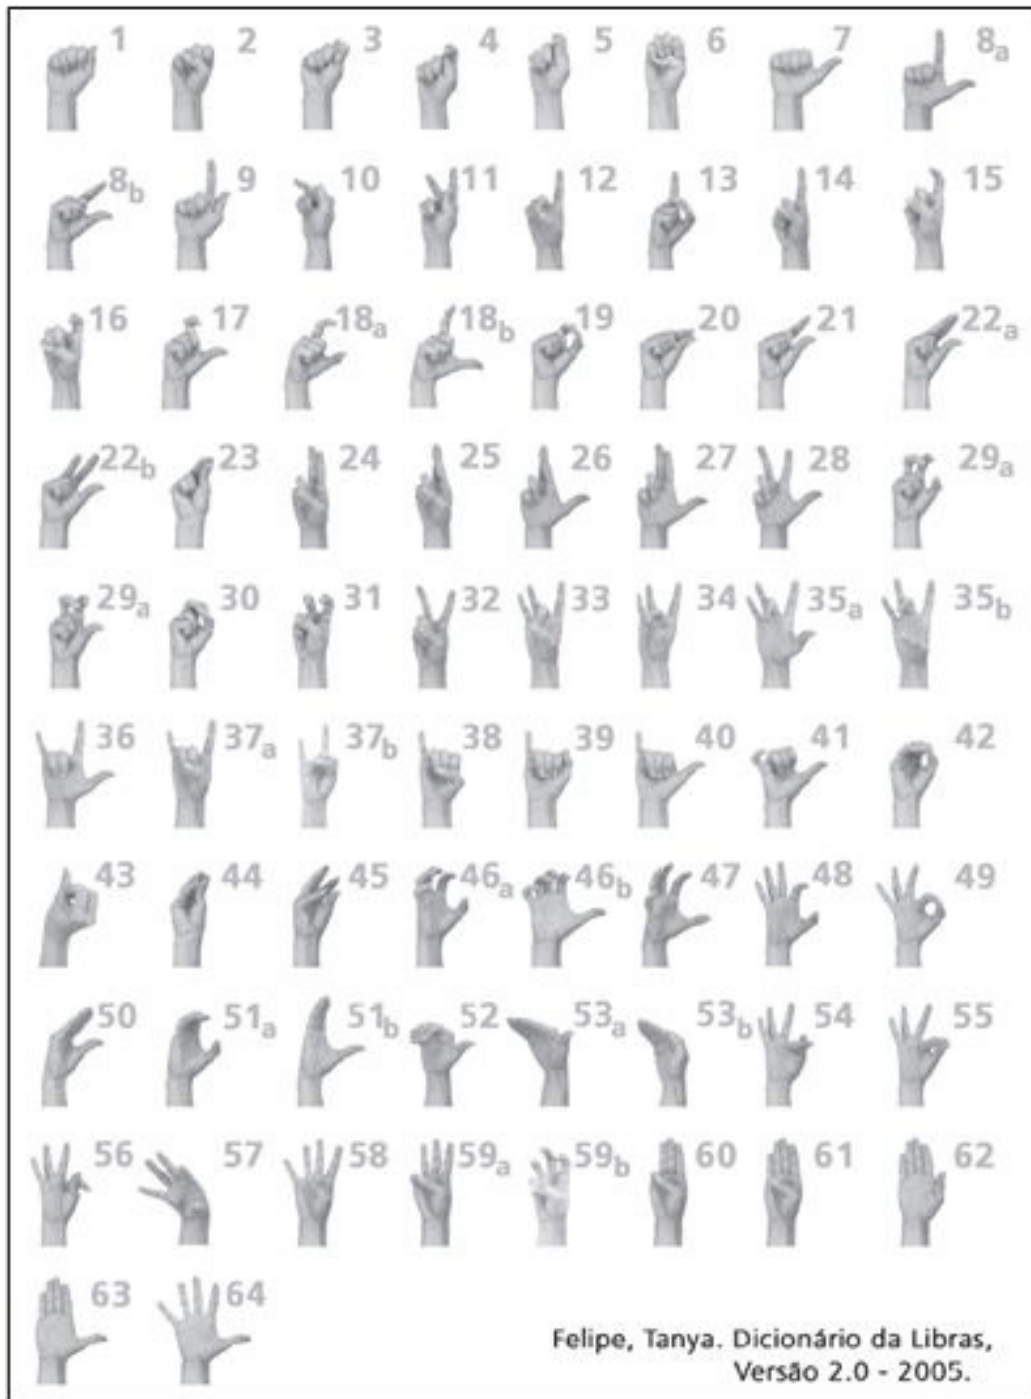 1 2 3 4 5 6 7 8a
8b 9 10 11 12 13 14 15
16 17 18a 18b 19 20 21 22a
22b 23 24 25 26 27 28 29a
29a 30 31 32 33 34 35a 35b
36 37a 37b 38 39 40 41 42
43 44 45 46a 46b 47 48 49
50 51a 51b 52 53a 53b 54 55
56 57 58 59a 59b 60 61 62
63 64
Felipe, Tanya. Dicionário da Libras,
Versão 2.0 - 2005.